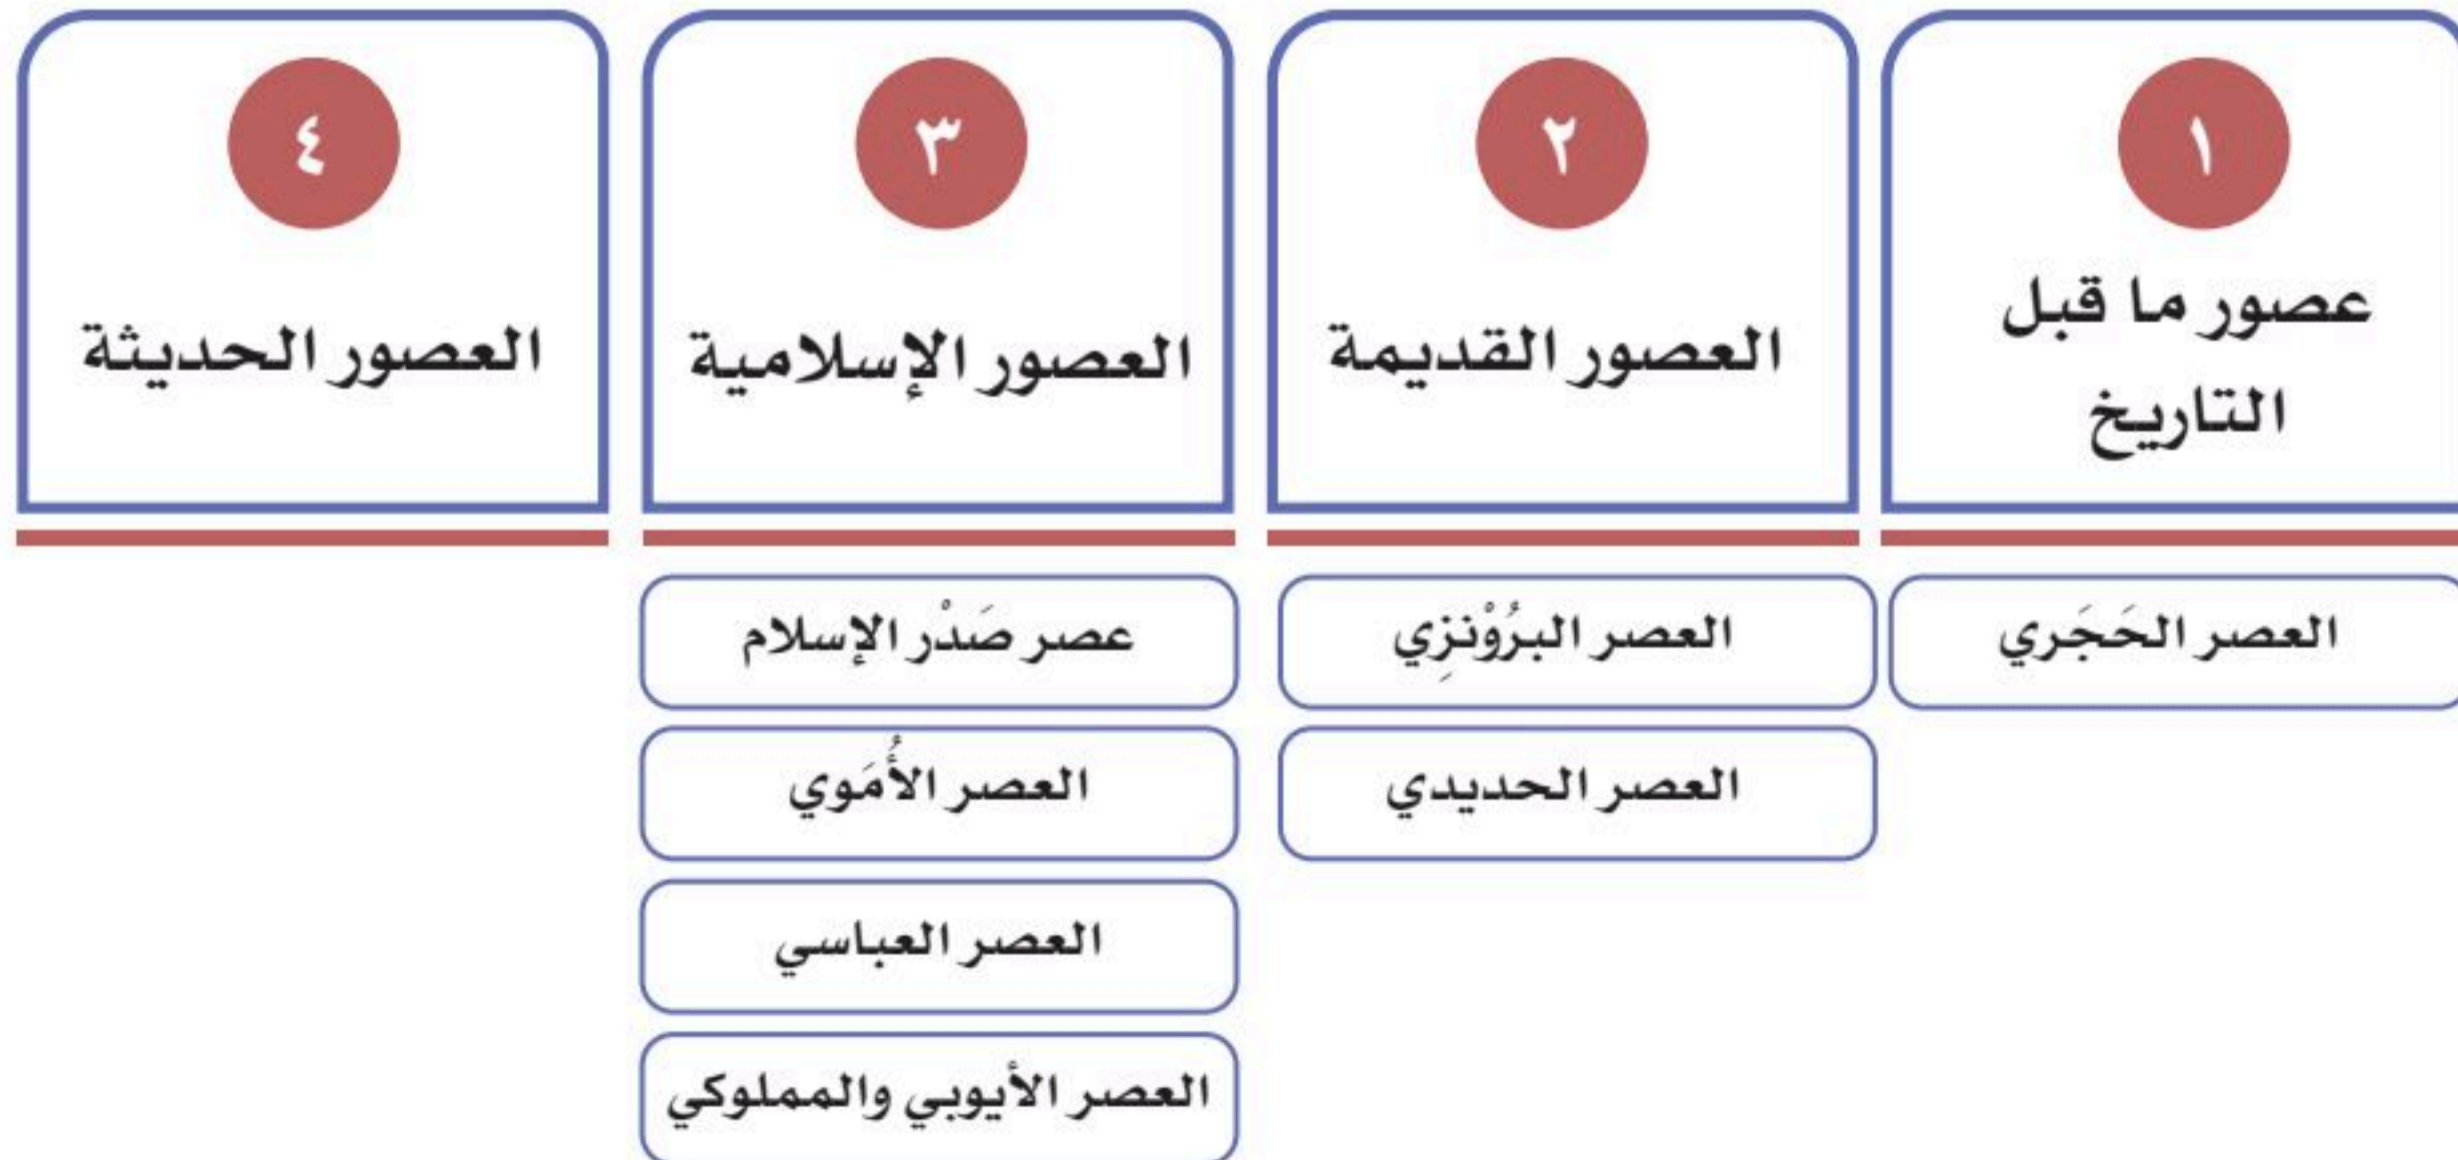 ١
عصور ما قبل
التاريخ
العصر الحَجَري
٢
العصور القديمة
العصر البرُوْنزِي
العصر الحديدي
٣
العصور الإسلامية
عصر صَدْر الإسلام
العصر الأُمَوي
العصر العباسي
العصر الأيوبي والمملوكي
٤
العصور الحديثة